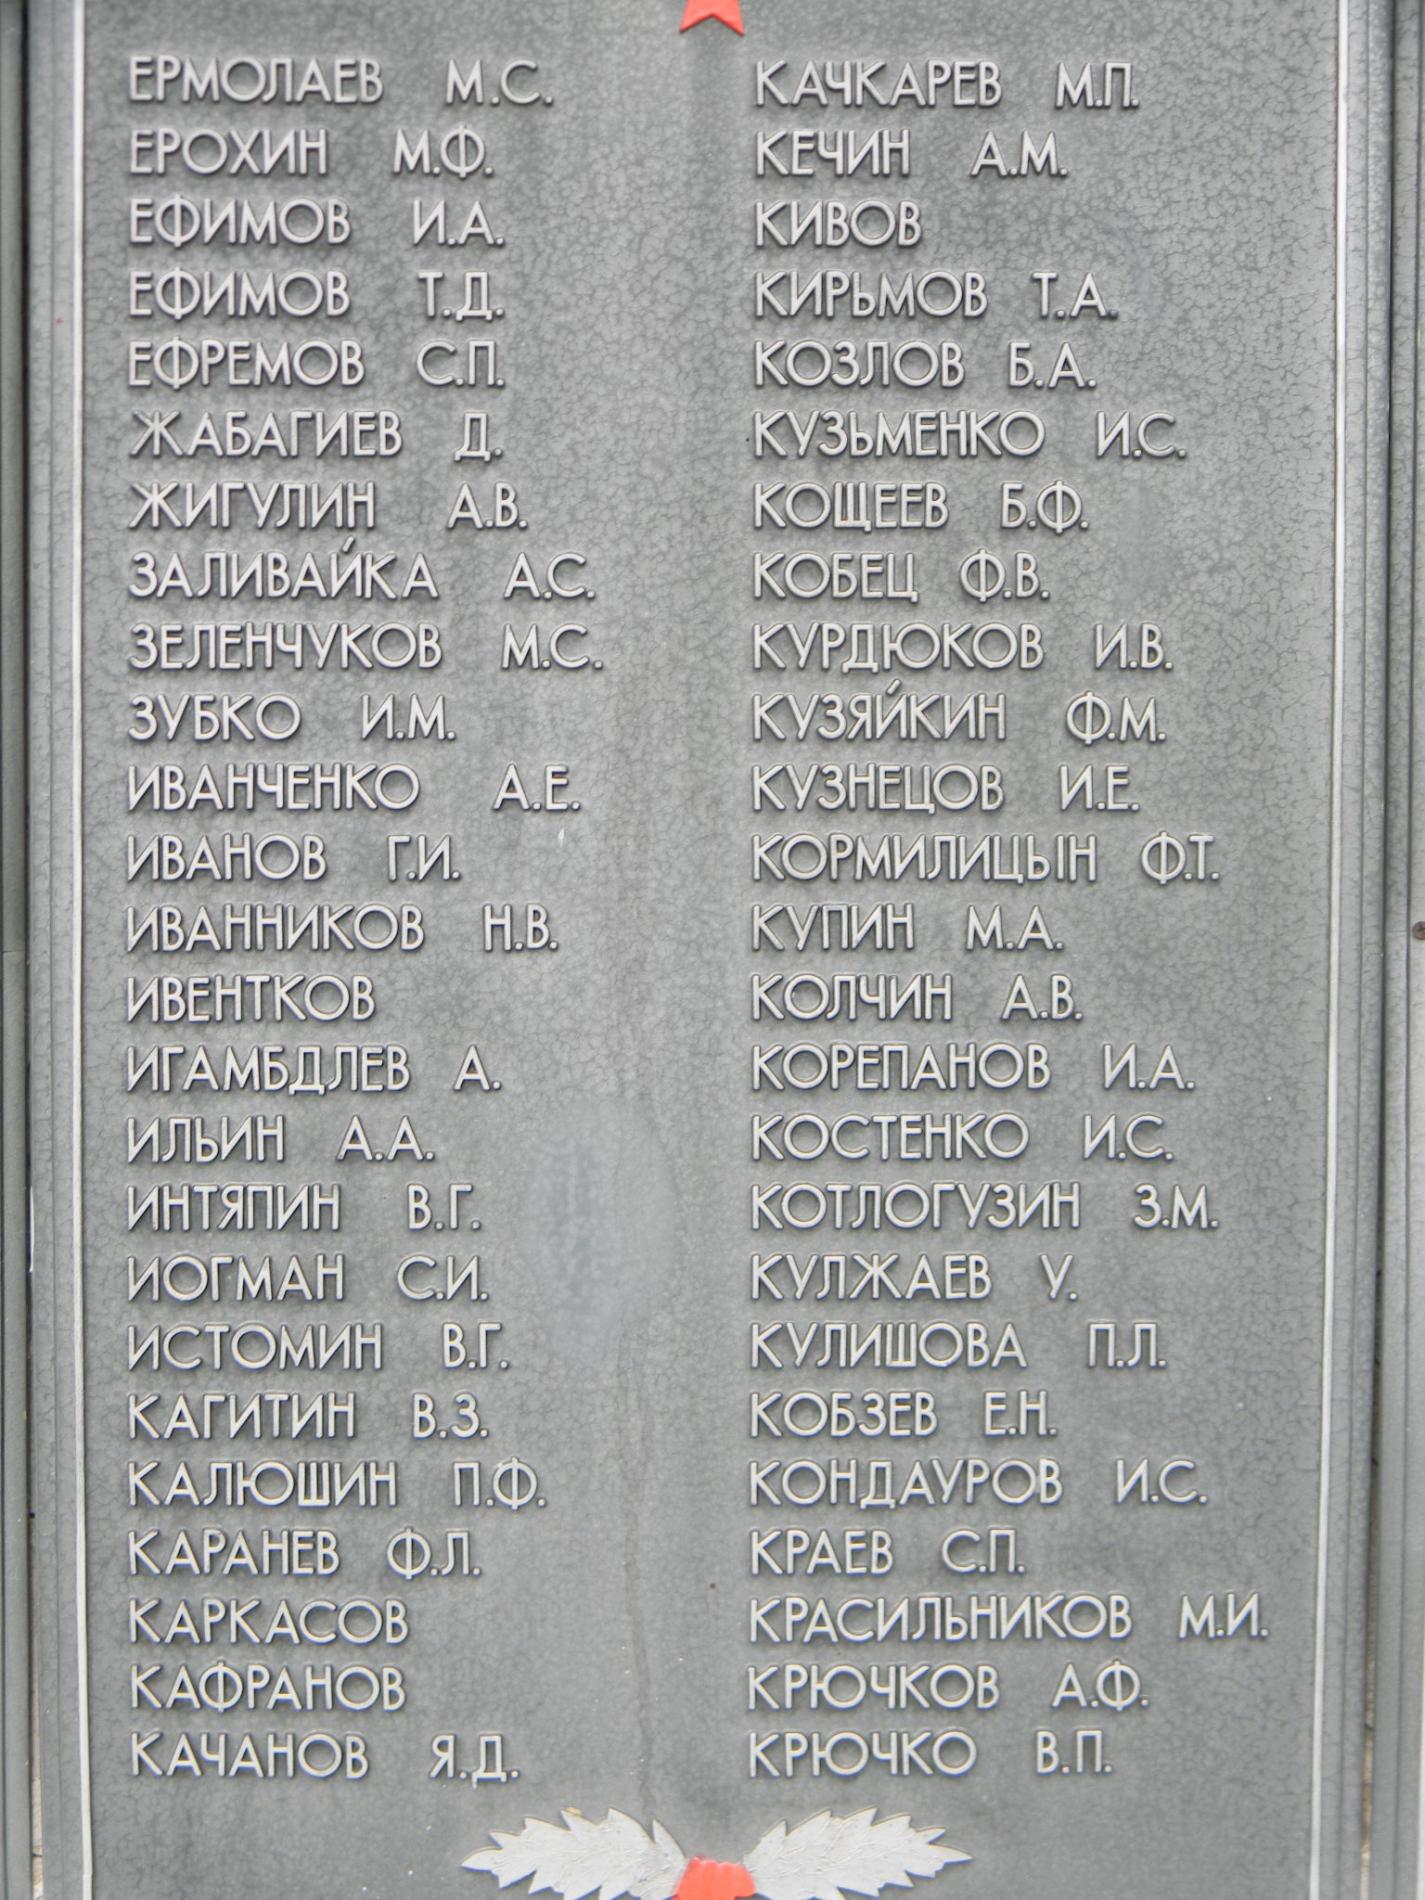 ЕРМОЛАЕВ М.С.
ЕРОХИН М.Ф.
ЕФИМОВ И.А.
ЕФИМОВ Т.Д.
ЕФРЕМОВ С.П.
ЖАБАГИЕВ Д.
ЖИГУЛИН А.В.
ЗАЛИВАЙКА А.С.
ЗЕЛЕНЧУКОВ М.С.
ЗУБКО И.М.
ИВАНЧЕНКО А.Е.
ИВАНОВ Г.И.
ИВАННИКОВ Н.В.
ИВЕНТКОВ
ИГАМБДЛЕВ А.
ИЛЬИН А.А.
ИНТЯПИН В.Г.
ИОГМАН С.И.
ИСТОМИН В.Г.
КАГИТИН В.З.
КАЛЮШИН П.Ф.
КАРАНЕВ Ф.Л.
КАРКАСОВ
КАФРАНОВ
КАЧАНОВ Я.Д.
КАЧКАРЕВ М.П.
КЕЧИН А.М.
КИВОВ
КИРЬМОВ Т.А.
КОЗЛОВ Б.А.
КУЗЬМЕНКО И.С.
КОЩЕЕВ Б.Ф.
КОБЕЦ Ф.В.
КУРДЮКОВ И.В.
КУЗЯЙКИН Ф.М.
КУЗНЕЦОВ И.Е.
КОРМИЛИЦЫН Ф.Т.
КУПИН М.А.
КОЛЧИН А.В.
КОРЕПАНОВ И.А.
КОСТЕНКО И.С.
КОТЛОГУЗИН З.М.
КУЛЖАЕВ У.
КУЛИШОВА П.Л.
КОБЗЕВ Е.Н.
КОНДАУРОВ И.С.
КРАЕВ С.П.
КРАСИЛЬНИКОВ М.И.
КРЮЧКОВ А.Ф.
КРЮЧКО В.П.